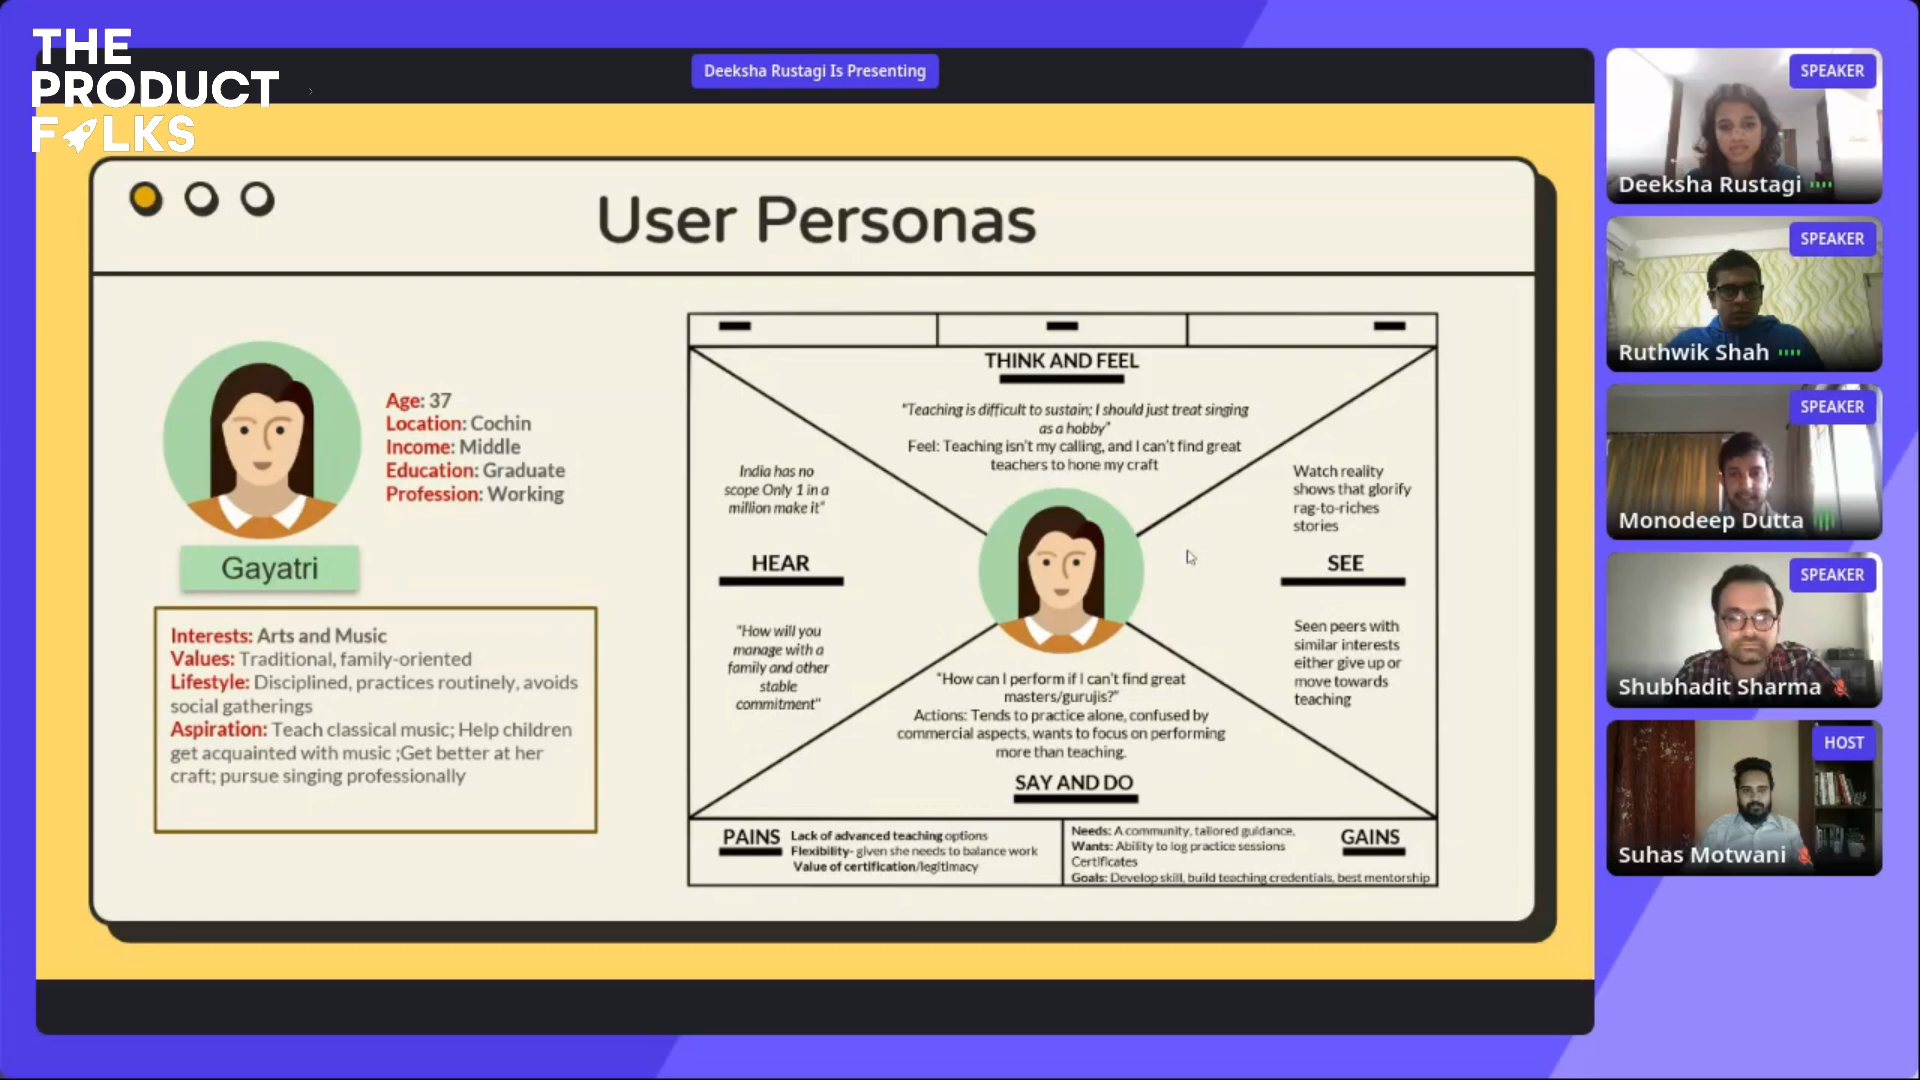 THE
PRODUCT
FOLKS
Deeksha Rustagi Is Presenting
User Personas
Age: 37
Location: Cochin
Income: Middle
Education: Graduate
Profession: Working
Gayatri
Interests: Arts and Music
Values: Traditional, family-oriented
Lifestyle: Disciplined, practices routinely, avoids
social gatherings
Aspiration: Teach classical music; Help children
get acquainted with music ;Get better at her
craft; pursue singing professionally
THINK AND FEEL
"Teaching is difficult to sustain; I should just treat singing
as a hobby"
Feel: Teaching isn't my calling, and I can't find great
teachers to hone my craft
India has no
scope Only 1 in a
million make it"
HEAR
"How will you
manage with a
family and other
stable
commitment"
Watch reality
shows that glorify
rag-to-riches
stories
SEE
Seen peers with
similar interests
either give up or
move towards
teaching
"How can I perform if I can't find great
masters/gurujis?"
Actions: Tends to practice alone, confused by
commercial aspects, wants to focus on performing
more than teaching.
SAY AND DO
PAINS
Lack of advanced teaching options
Flexibility- given she needs to balance work
Value of certification/legitimacy
Needs: A community, tailored guidance,
Wants: Ability to log practice sessions
Certificates
Goals: Develop skill, build teaching credentials, best mentorship
GAINS
SPEAKER
Deeksha Rustagi
SPEAKER
Ruthwik Shah
SPEAKER
Monodeep Dutta
SPEAKER
Shubhadit Sharma
HOST
Suhas Motwani